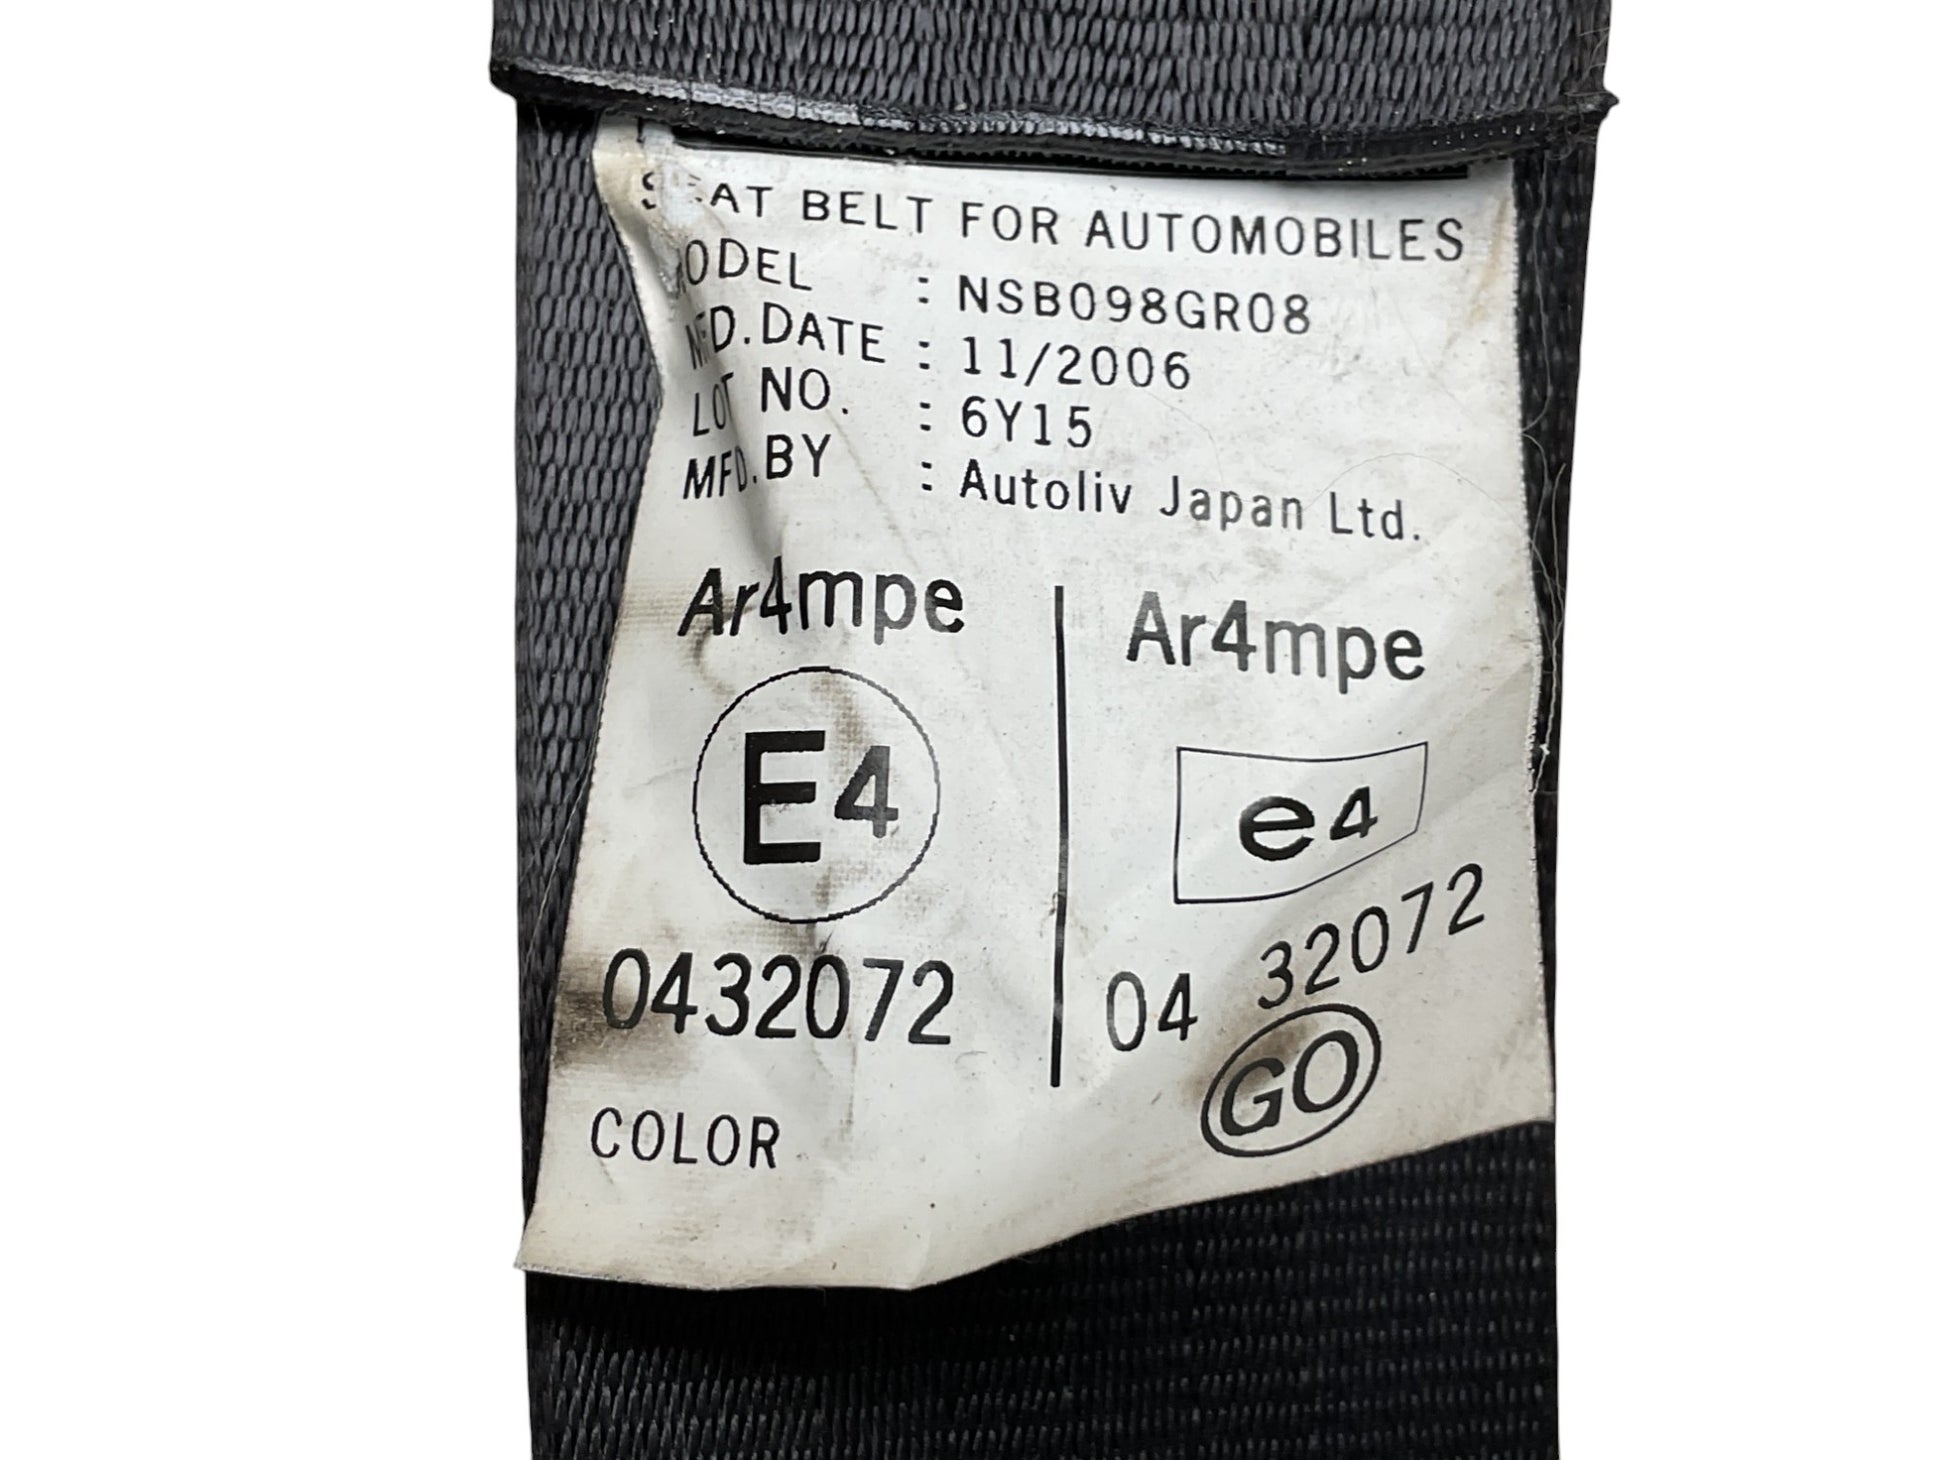 SEAT BELT FOR AUTOMOBILES
MODEL : NSB098GR08
MFD.DATE : 11/2006
LOT NO. : 6Y15
MFD.BY : Autoliv Japan Ltd.
Ar4mpe
E4
0432072
Ar4mpe
e4
04 32072
GO
COLOR